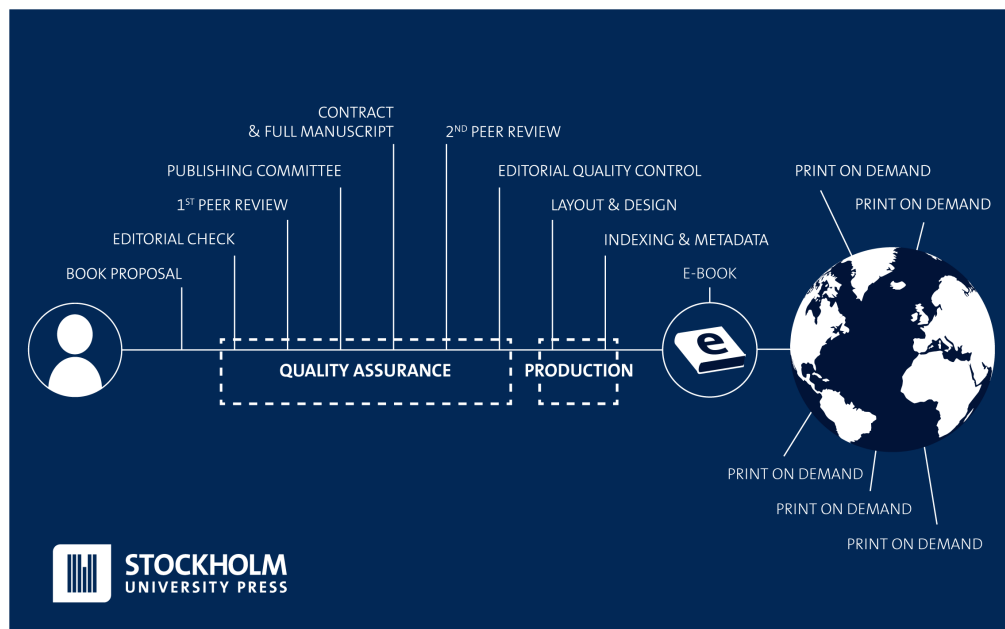 CONTRACT
& FULL MANUSCRIPT
2ND PEER REVIEW
PUBLISHING COMMITTEE
EDITORIAL QUALITY CONTROL
PRINT ON DEMAND
1ST PEER REVIEW
LAYOUT & DESIGN
PRINT ON DEMAND
EDITORIAL CHECK
INDEXING & METADATA
BOOK PROPOSAL
E-BOOK
e
QUALITY ASSURANCE
PRODUCTION
PRINT ON DEMAND
PRINT ON DEMAND
PRINT ON DEMAND
STOCKHOLM
UNIVERSITY PRESS